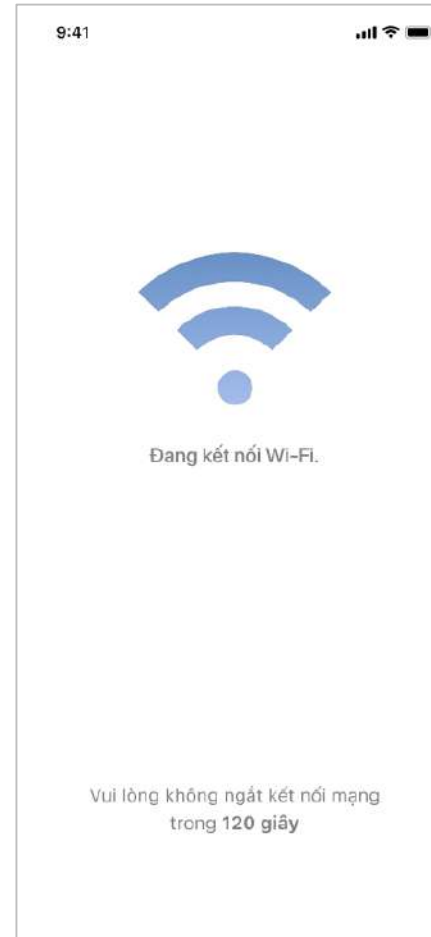 9:41
Đang kết nối Wi-Fi.
Vui lòng không ngắt kết nối mạng
trong 120 giây